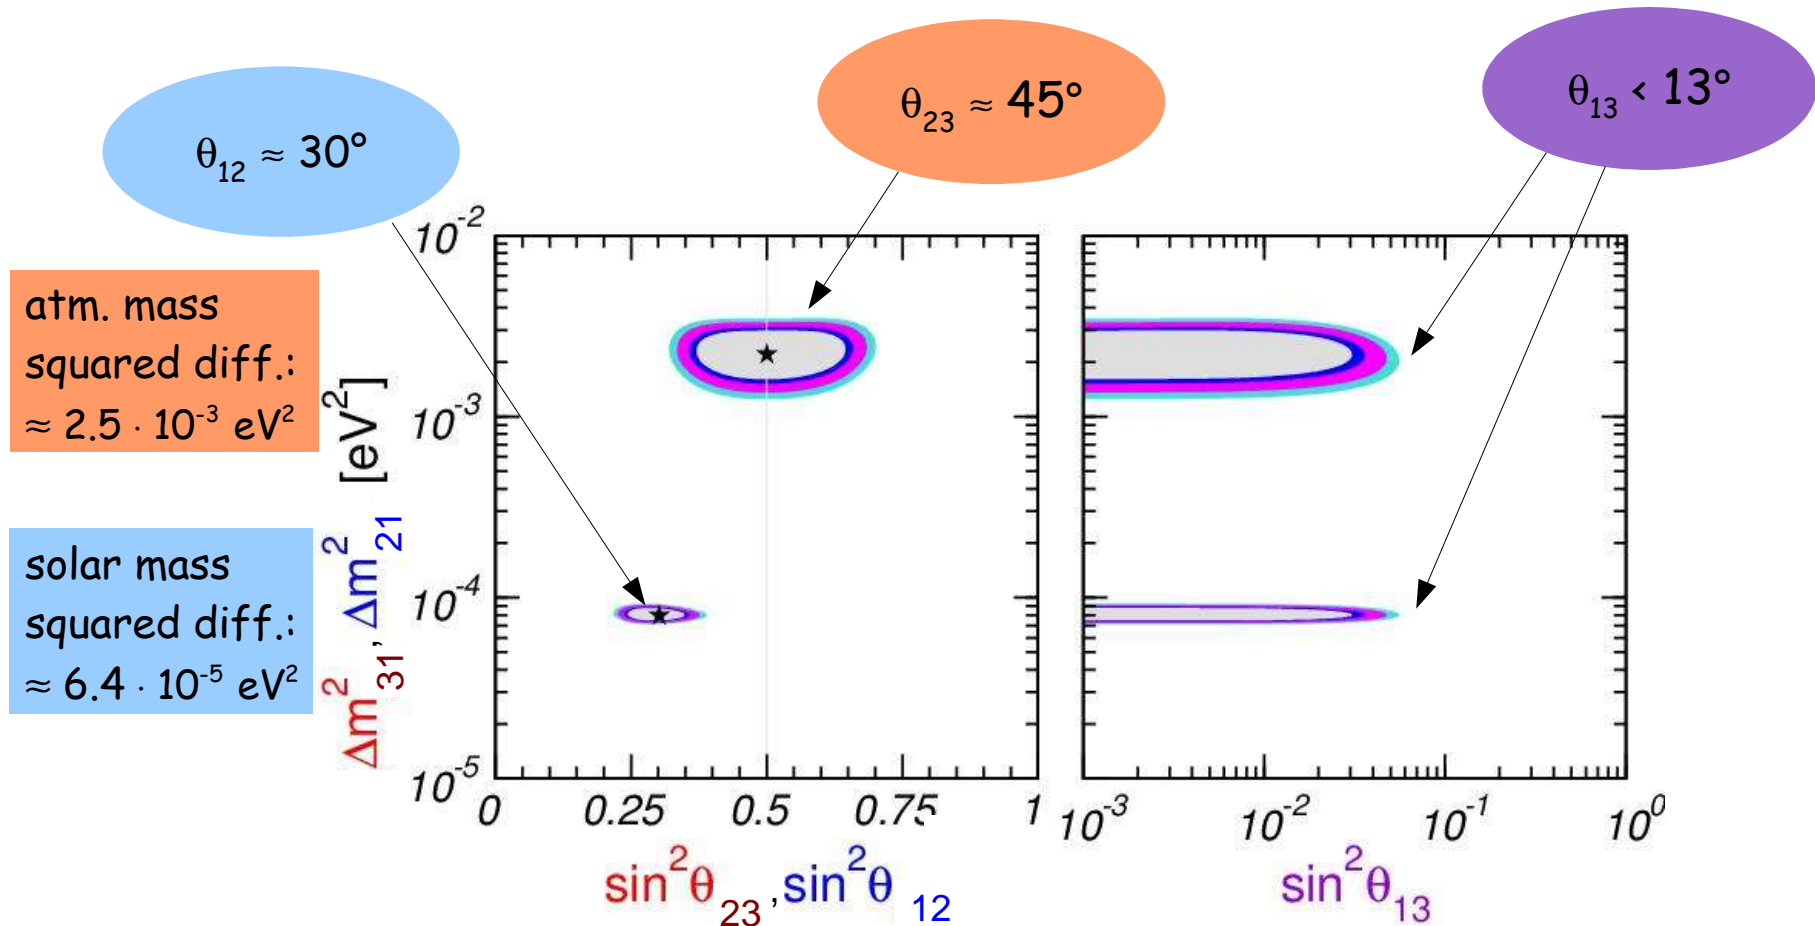 θ₁₂ ≈ 30°
θ₂₃ ≈ 45°
θ₁₃ < 13°
atm. mass
squared diff.:
≈ 2.5 · 10⁻³ eV²
solar mass
squared diff.:
≈ 6.4 · 10⁻⁵ eV²
Δm²₃₁, Δm²₂₁ [eV²]
10⁻²
10⁻³
10⁻⁴
10⁻⁵
0 0.25 0.5 0.75 1
10⁻³ 10⁻² 10⁻¹ 10⁰
sin²θ₂₃, sin²θ₁₂
sin²θ₁₃